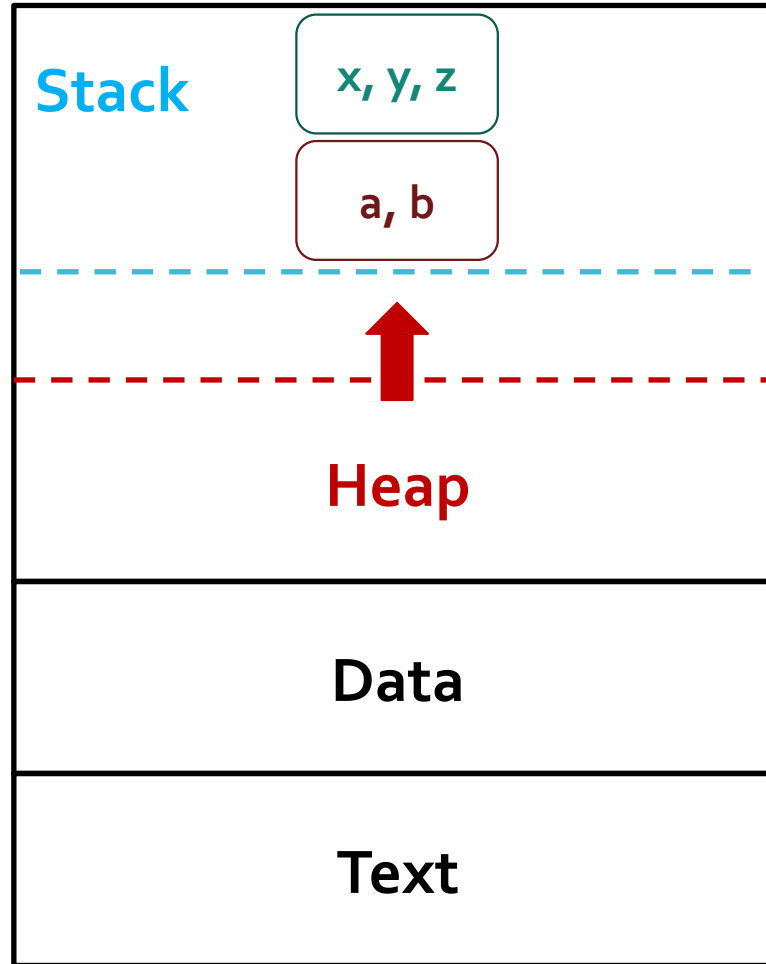 x, y, z
Stack
a, b
Heap
Data
Text